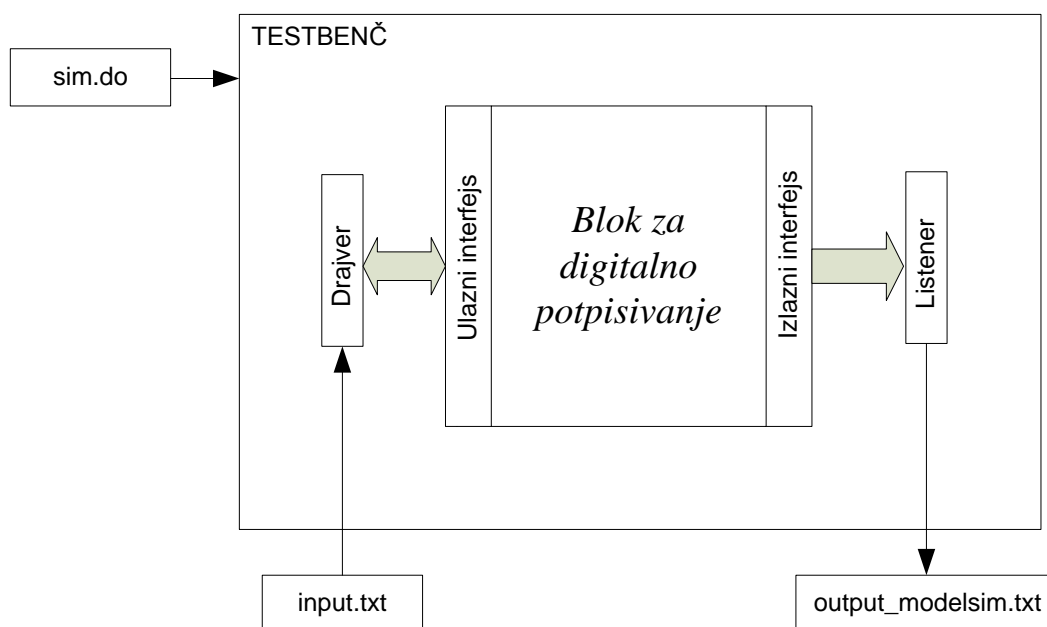 TESTBENČ
sim.do
Drajver
Ulazni interfejs
Blok za
digitalno
potpisivanje
Izlazni interfejs
Listener
input.txt
output_modelsim.txt